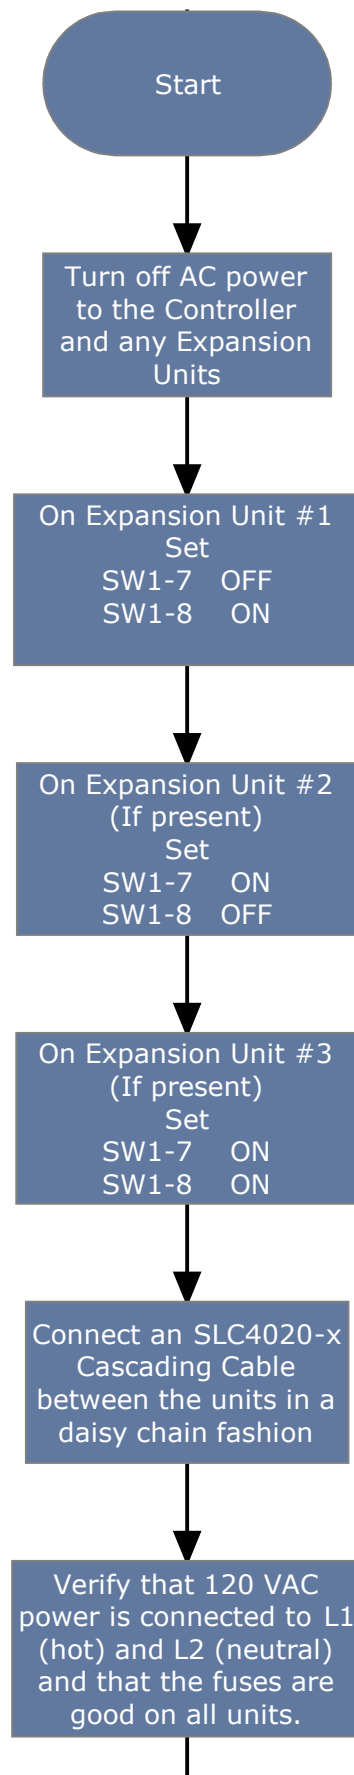 Start
Turn off AC power
to the Controller
and any Expansion
Units
On Expansion Unit #1
Set
SW1-7 OFF
SW1-8 ON
On Expansion Unit #2
(If present)
Set
SW1-7 ON
SW1-8 OFF
On Expansion Unit #3
(If present)
Set
SW1-7 ON
SW1-8 ON
Connect an SLC4020-x
Cascading Cable
between the units in a
daisy chain fashion
Verify that 120 VAC
power is connected to L1
(hot) and L2 (neutral)
and that the fuses are
good on all units.